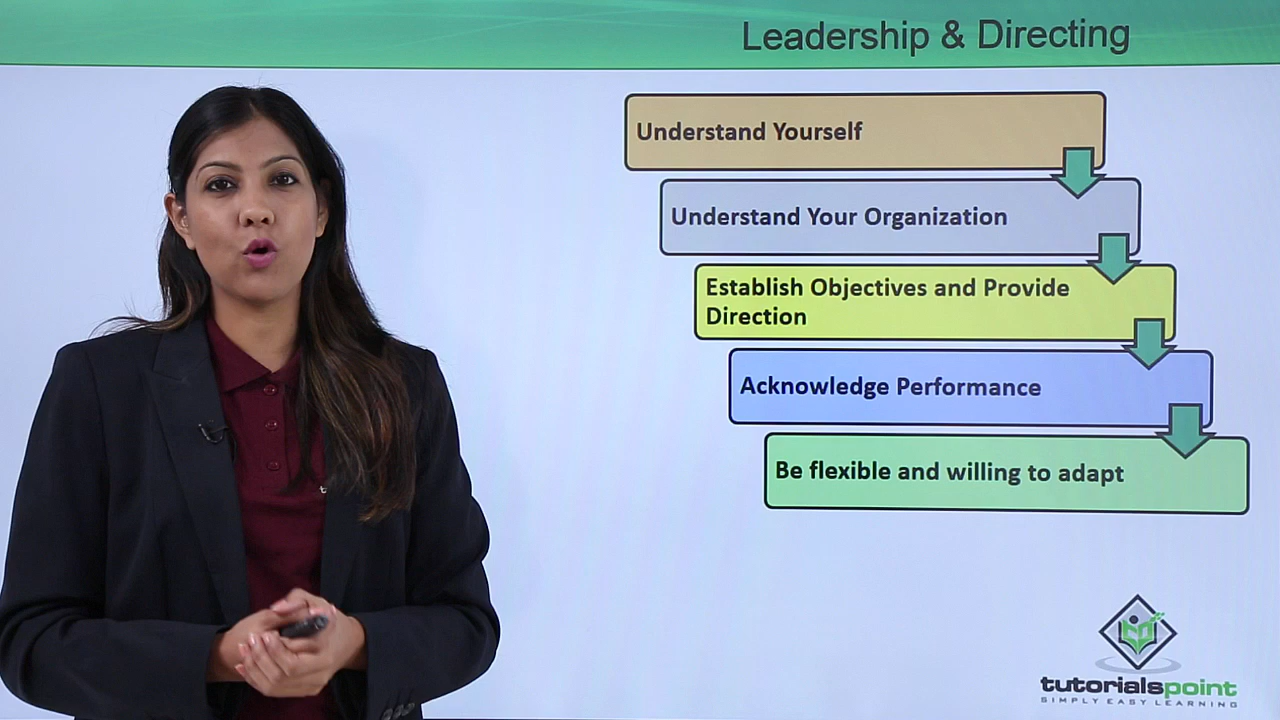 Leadership & Directing
Understand Yourself
Understand Your Organization
Establish Objectives and Provide
Direction
Acknowledge Performance
Be flexible and willing to adapt
tutorialspoint
SIMPLY EASY LEARNING